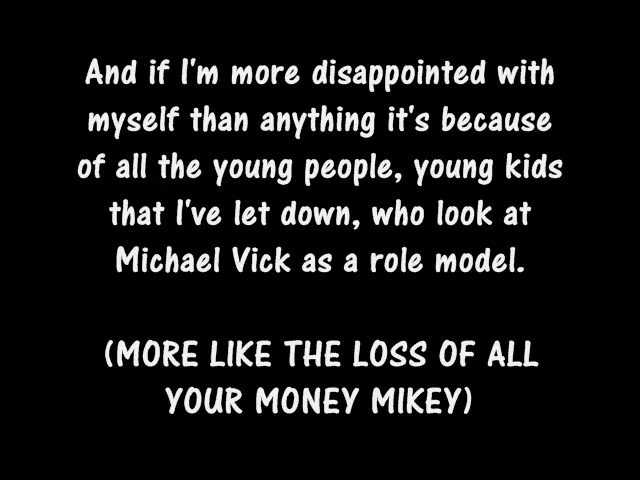 And if I'm more disappointed with
myself than anything it's because
of all the young people, young kids
that I've let down, who look at
Michael Vick as a role model.
(MORE LIKE THE LOSS OF ALL
YOUR MONEY MIKEY)